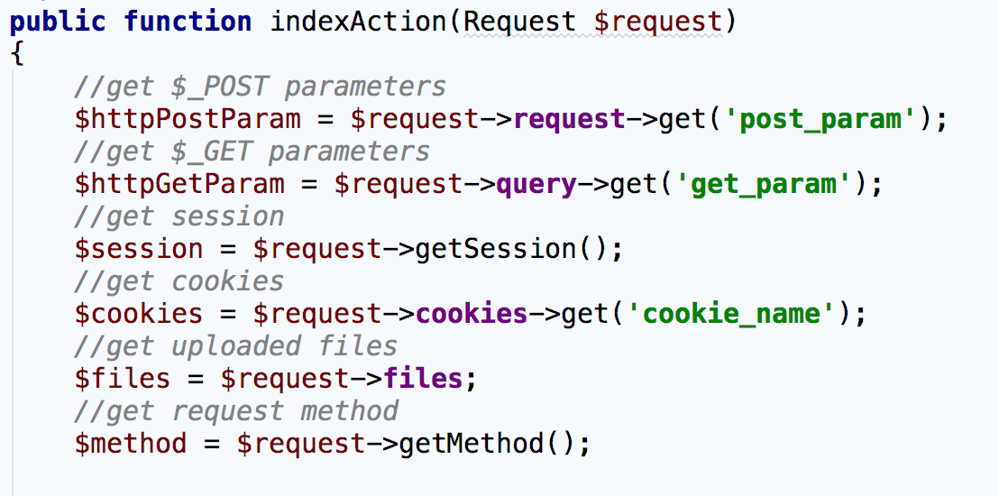 public function indexAction(Request $request)
{
    //get $_POST parameters
    $httpPostParam = $request->request->get('post_param');
    //get $_GET parameters
    $httpGetParam = $request->query->get('get_param');
    //get session
    $session = $request->getSession();
    //get cookies
    $cookies = $request->cookies->get('cookie_name');
    //get uploaded files
    $files = $request->files;
    //get request method
    $method = $request->getMethod();